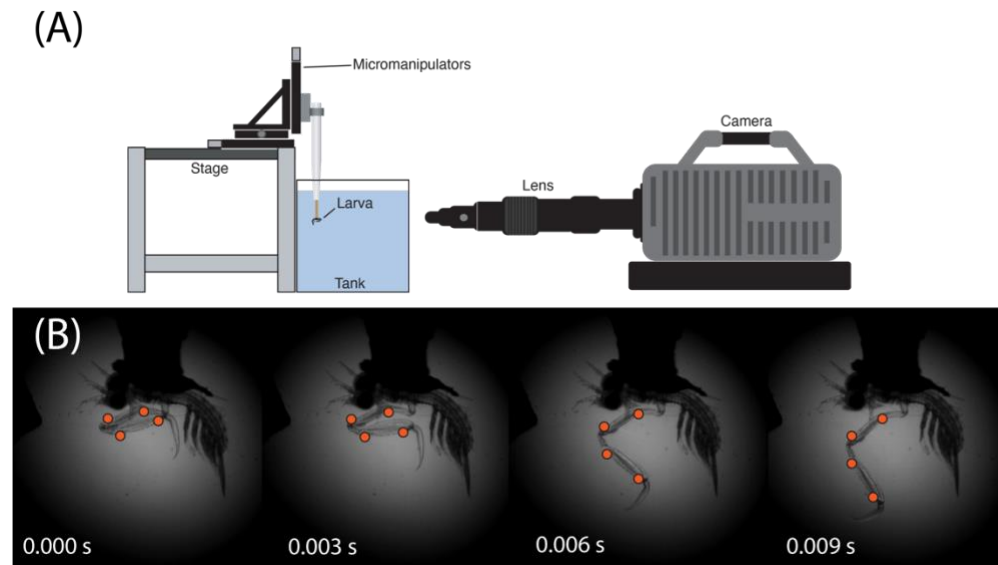 (A)
Micromanipulators
Camera
Stage
Lens
Larva
Tank
(B)
0.000 s
0.003 s
0.006 s
0.009 s